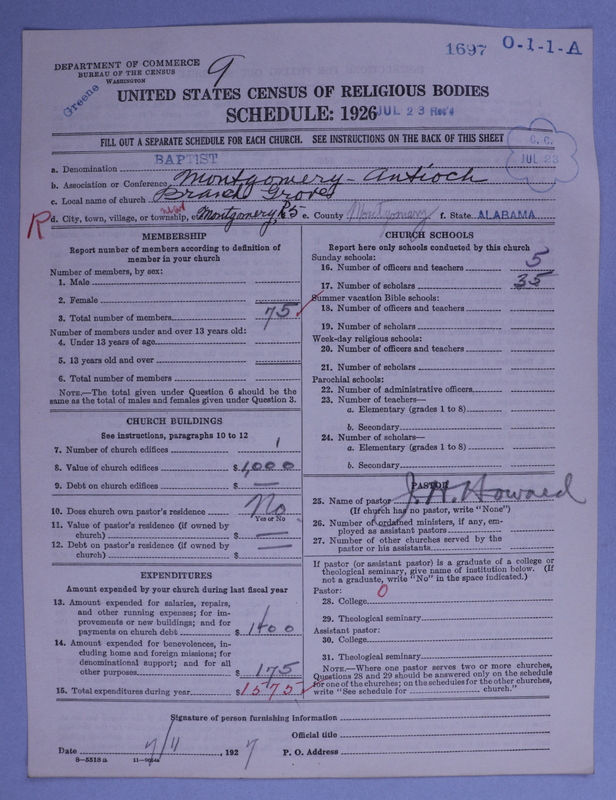 1697 O-1-1-A
DEPARTMENT OF COMMERCE
BUREAU OF THE CENSUS
WASHINGTON
9
Greene
UNITED STATES CENSUS OF RELIGIOUS BODIES
SCHEDULE: 1926
JUL 23 Rec'd
FILL OUT A SEPARATE SCHEDULE FOR EACH CHURCH. SEE INSTRUCTIONS ON THE BACK OF THIS SHEET
C. C.
JUL 23
a. Denomination BAPTIST
b. Association or Conference Montgomery - Antioch
c. Local name of church Branch Grove
R d. City, town, village, or township, Montgomery R5 e. County Montgomery f. State ALABAMA
MEMBERSHIP
Report number of members according to definition of
member in your church
Number of members, by sex:
1. Male
2. Female
3. Total number of members 75
Number of members under and over 13 years old:
4. Under 13 years of age
5. 13 years old and over
6. Total number of members
NOTE.—The total given under Question 6 should be the
same as the total of males and females given under Question 3.
CHURCH BUILDINGS
See instructions, paragraphs 10 to 12
7. Number of church edifices 1
8. Value of church edifices $1,000
9. Debt on church edifices $ —
10. Does church own pastor's residence No
Yes or No
11. Value of pastor's residence (if owned by
church) $ —
12. Debt on pastor's residence (if owned by
church) $ —
EXPENDITURES
Amount expended by your church during last fiscal year
13. Amount expended for salaries, repairs,
and other running expenses; for im-
provements or new buildings; and for
payments on church debt $ 1400
14. Amount expended for benevolences, in-
cluding home and foreign missions; for
denominational support; and for all
other purposes $ 175
15. Total expenditures during year $1575
CHURCH SCHOOLS
Report here only schools conducted by this church
Sunday schools:
16. Number of officers and teachers 5
17. Number of scholars 35
Summer vacation Bible schools:
18. Number of officers and teachers
19. Number of scholars
Week-day religious schools:
20. Number of officers and teachers
21. Number of scholars
Parochial schools:
22. Number of administrative officers
23. Number of teachers—
a. Elementary (grades 1 to 8)
b. Secondary
24. Number of scholars—
a. Elementary (grades 1 to 8)
b. Secondary
PASTOR
25. Name of pastor J. H. Howard
(If church has no pastor, write "None")
26. Number of ordained ministers, if any, em-
ployed as assistant pastors
27. Number of other churches served by the
pastor or his assistants
If pastor (or assistant pastor) is a graduate of a college or
theological seminary, give name of institution below. (If
not a graduate, write "No" in the space indicated.)
Pastor: 0
28. College
29. Theological seminary
Assistant pastor:
30. College
31. Theological seminary
NOTE.—Where one pastor serves two or more churches,
Questions 28 and 29 should be answered only on the schedule
for one of the churches; on the schedules for the other churches,
write "See schedule for church."
Signature of person furnishing information
Official title
Date 7/11, 1927 P. O. Address
8-5518a